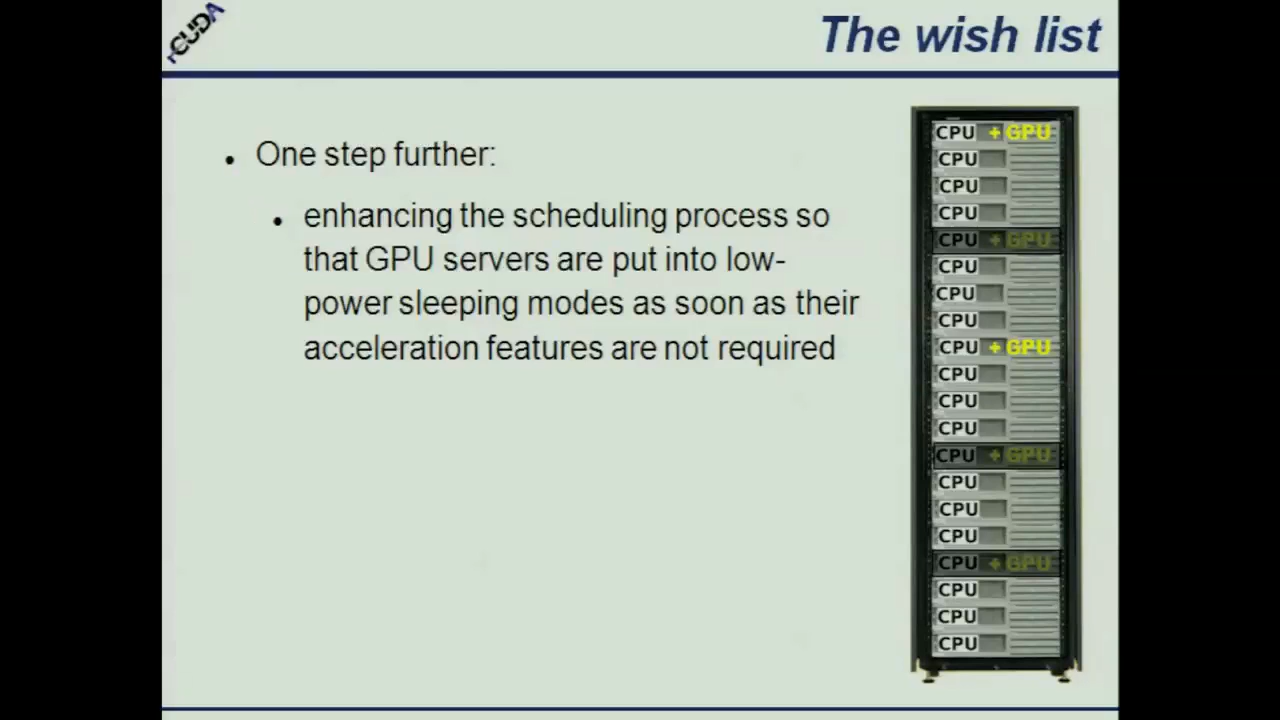 rCUDA
The wish list
• One step further:
• enhancing the scheduling process so
that GPU servers are put into low-
power sleeping modes as soon as their
acceleration features are not required
CPU + GPU
CPU
CPU
CPU
CPU + GPU
CPU
CPU
CPU
CPU + GPU
CPU
CPU
CPU
CPU + GPU
CPU
CPU
CPU
CPU + GPU
CPU
CPU
CPU